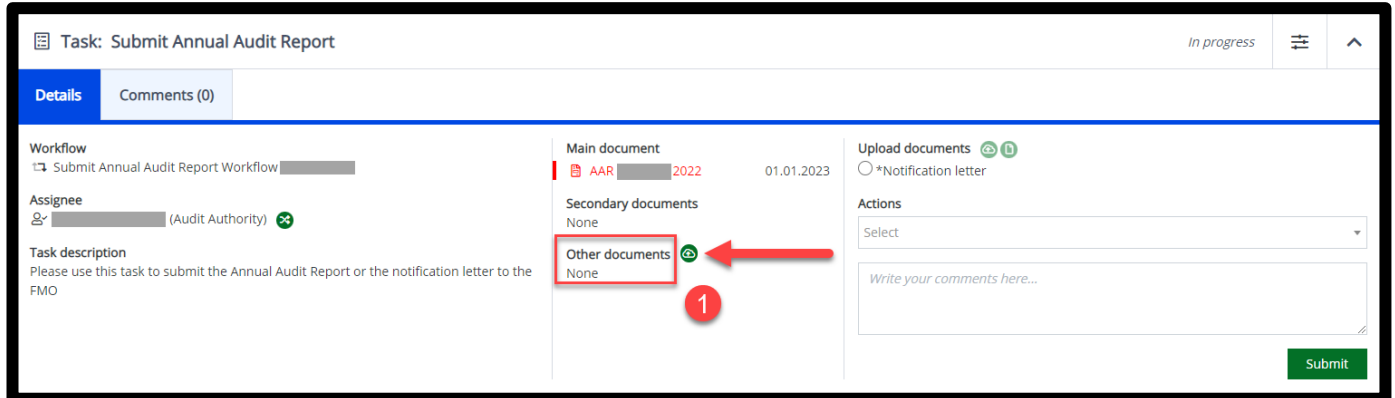 Task: Submit Annual Audit Report
In progress
Details
Comments (0)
Workflow
Submit Annual Audit Report Workflow
Assignee
(Audit Authority)
Task description
Please use this task to submit the Annual Audit Report or the notification letter to the
FMO
Main document
AAR 2022 01.01.2023
Secondary documents
None
Other documents
None
1
Upload documents
*Notification letter
Actions
Select
Write your comments here...
Submit